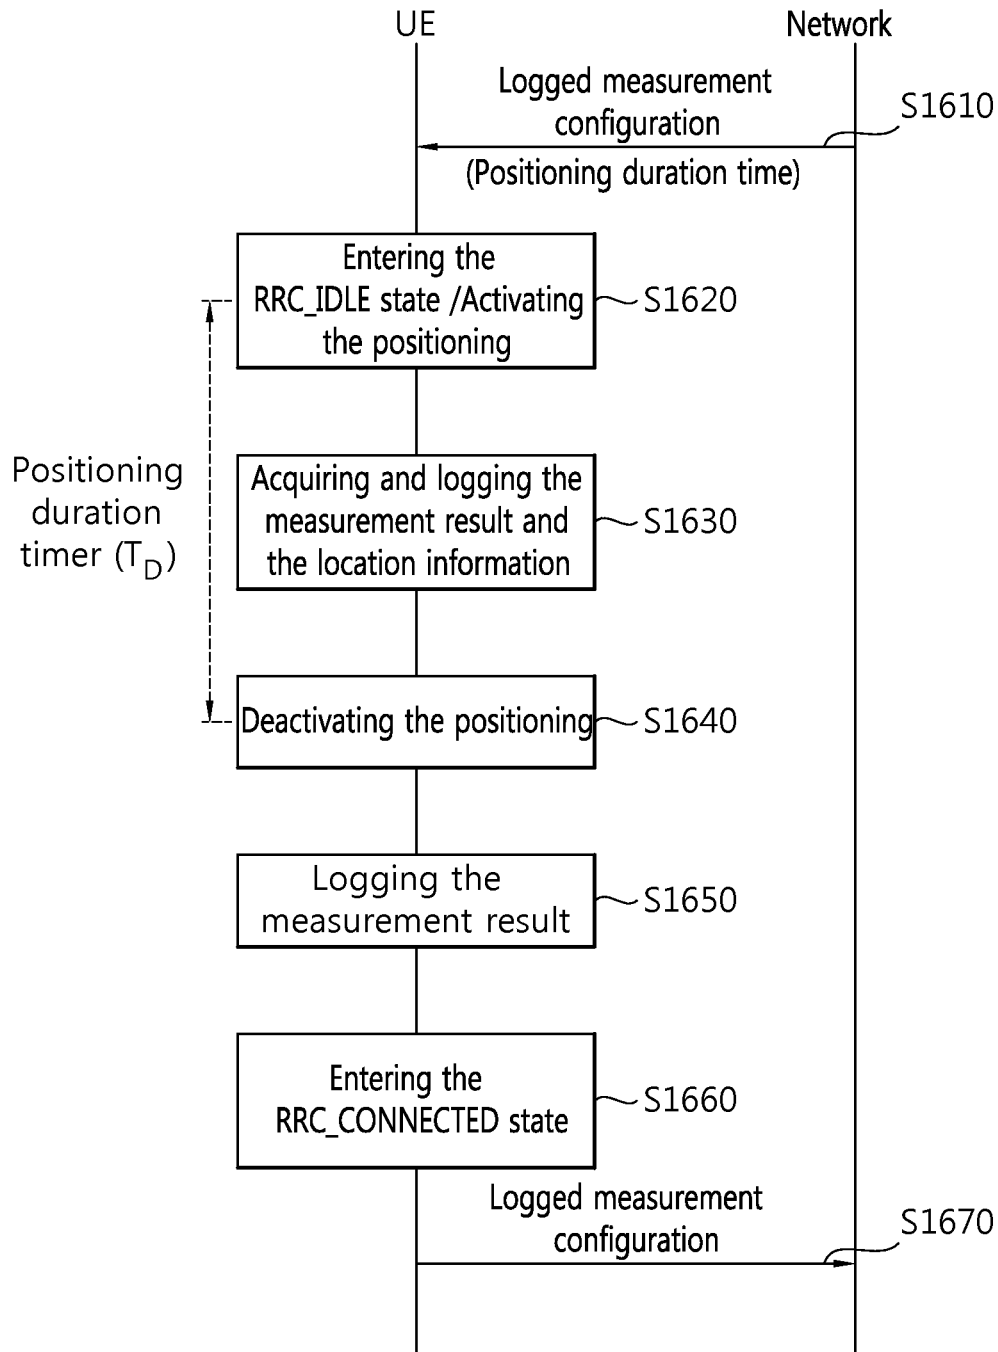 UE
Network
Logged measurement
configuration
S1610
(Positioning duration time)
Entering the
RRC_IDLE state /Activating
the positioning
S1620
Positioning
duration
timer (T_D)
Acquiring and logging the
measurement result and
the location information
S1630
Deactivating the positioning
S1640
Logging the
measurement result
S1650
Entering the
RRC_CONNECTED state
S1660
Logged measurement
configuration
S1670